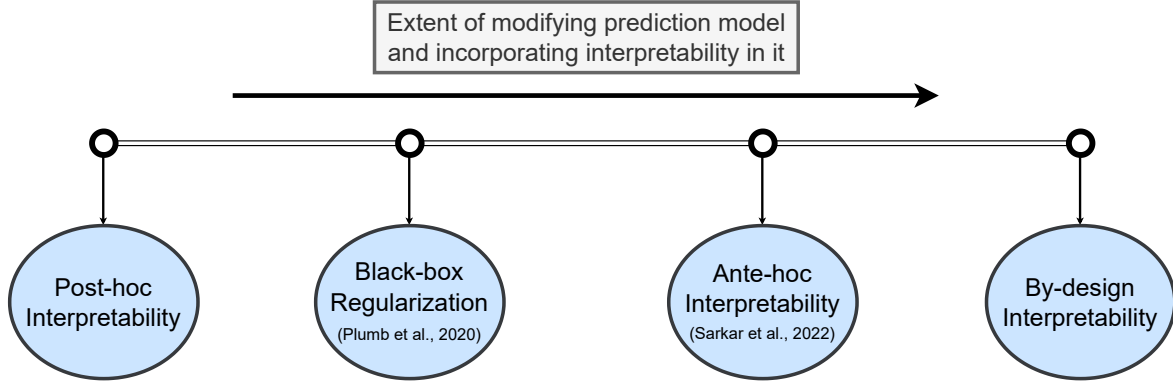 Extent of modifying prediction model
and incorporating interpretability in it
Post-hoc
Interpretability
Black-box
Regularization
(Plumb et al., 2020)
Ante-hoc
Interpretability
(Sarkar et al., 2022)
By-design
Interpretability